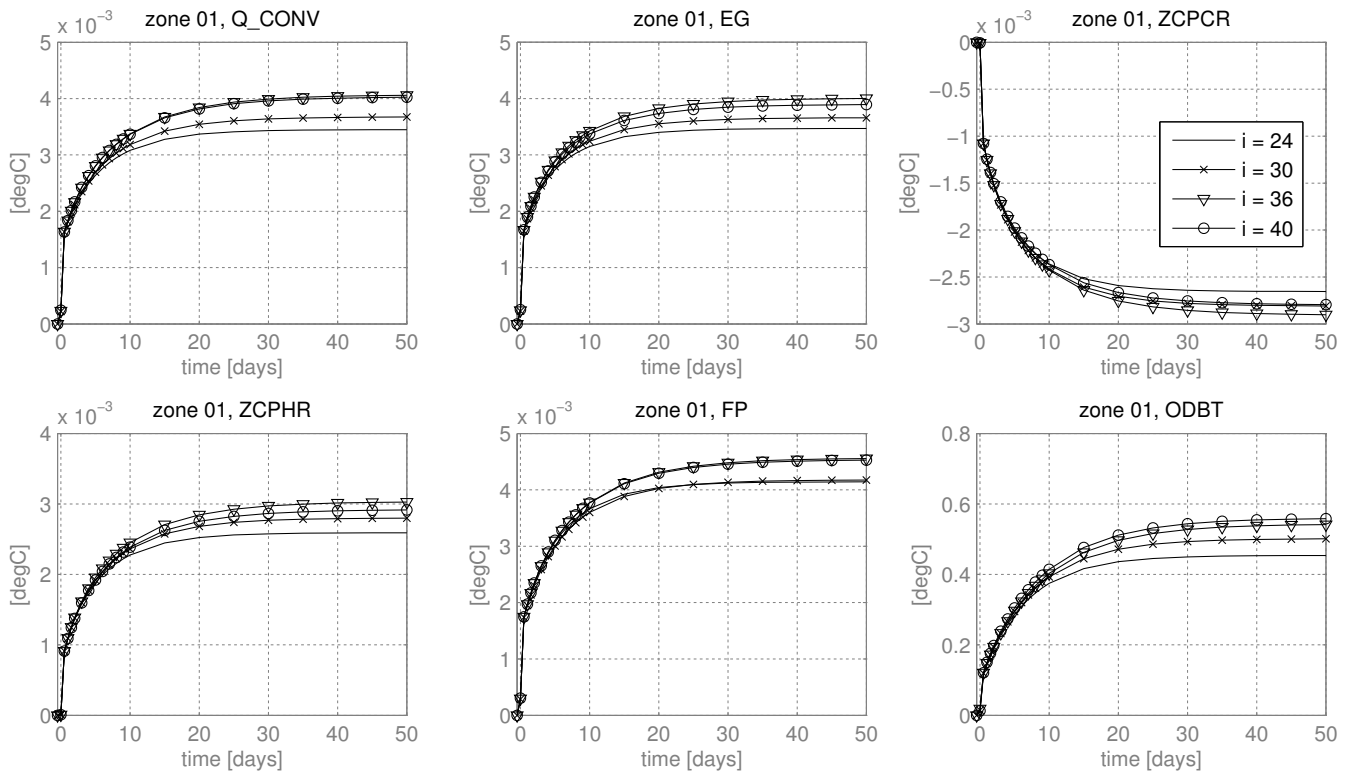 x 10⁻³
zone 01, Q_CONV
5
4
3
2
1
0
[degC]
0 10 20 30 40 50
time [days]
zone 01, EG
5
4
3
2
1
0
[degC]
0 10 20 30 40 50
time [days]
x 10⁻³
zone 01, ZCPCR
0
−0.5
−1
−1.5
−2
−2.5
−3
[degC]
i = 24
i = 30
i = 36
i = 40
0 10 20 30 40 50
time [days]
x 10⁻³
zone 01, ZCPHR
4
3
2
1
0
[degC]
0 10 20 30 40 50
time [days]
x 10⁻³
zone 01, FP
5
4
3
2
1
0
[degC]
0 10 20 30 40 50
time [days]
zone 01, ODBT
0.8
0.6
0.4
0.2
0
[degC]
0 10 20 30 40 50
time [days]
x 10⁻³